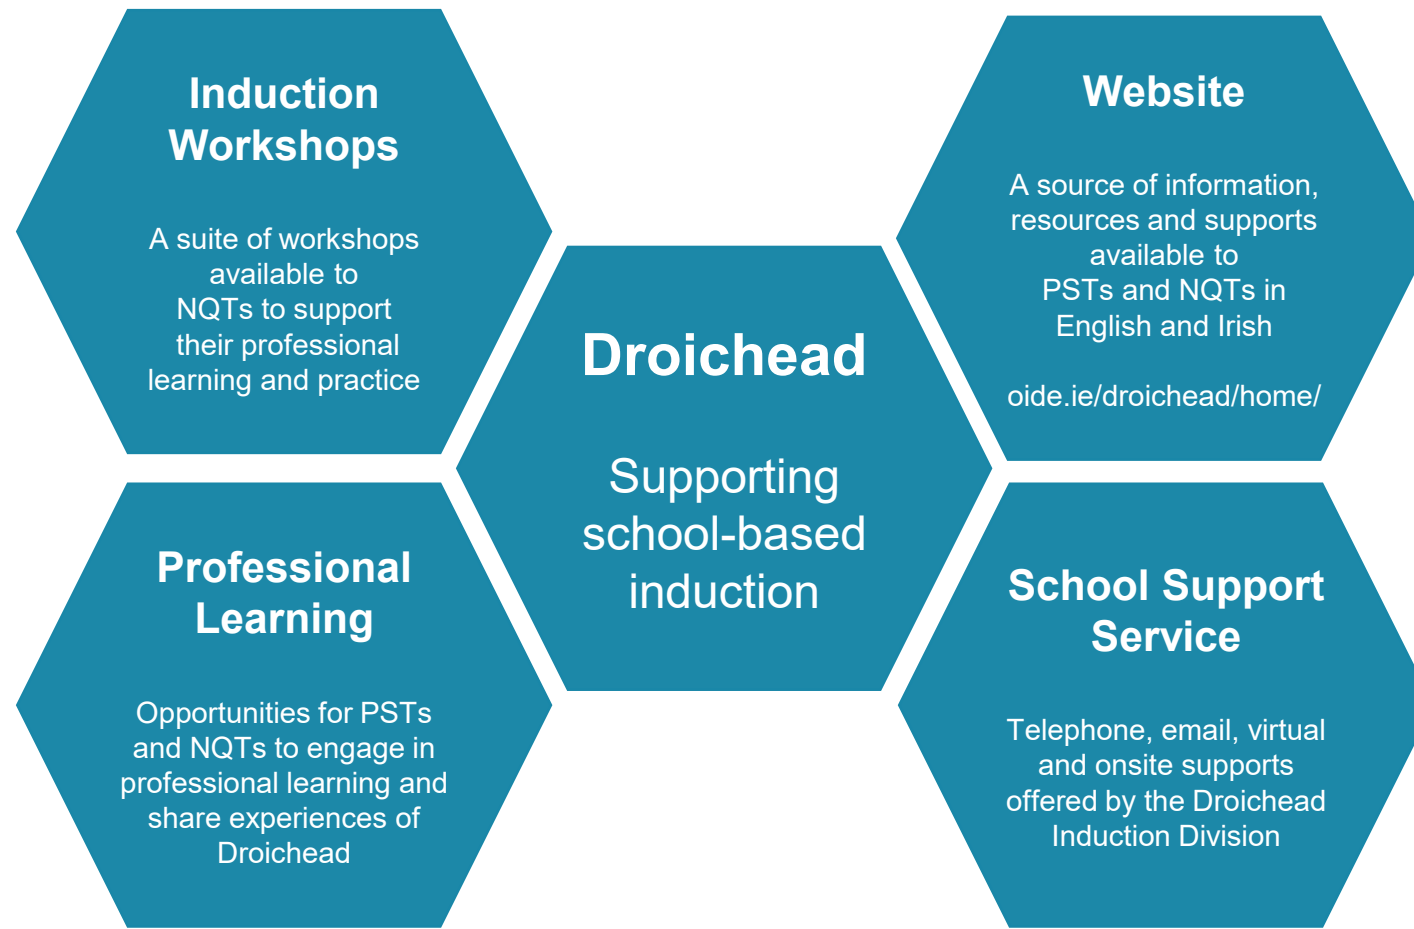 Induction
Workshops
A suite of workshops
available to
NQTs to support
their professional
learning and practice
Website
A source of information,
resources and supports
available to
PSTs and NQTs in
English and Irish
oide.ie/droichead/home/
Droichead
Supporting
school-based
induction
Professional
Learning
Opportunities for PSTs
and NQTs to engage in
professional learning and
share experiences of
Droichead
School Support
Service
Telephone, email, virtual
and onsite supports
offered by the Droichead
Induction Division